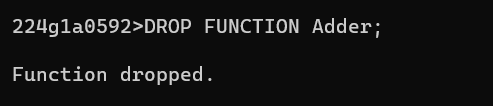 224g1a0592>DROP FUNCTION Adder;
Function dropped.